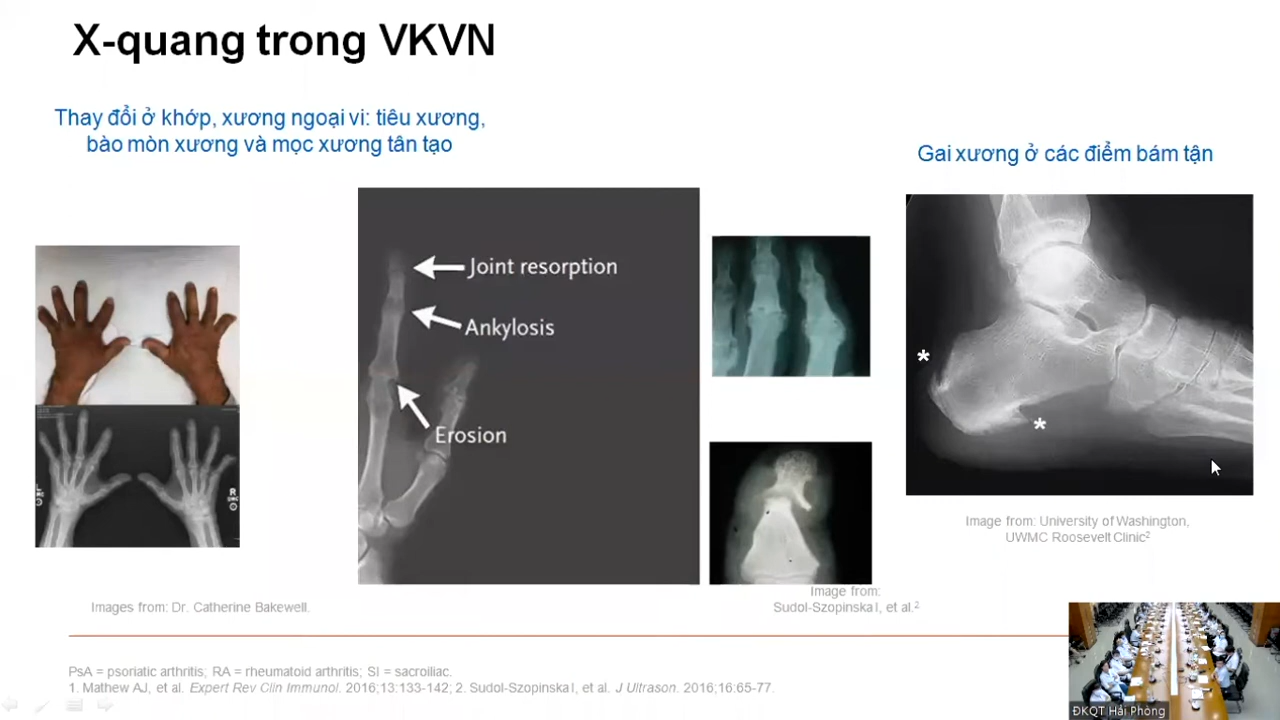 X-quang trong VKVN
Thay đổi ở khớp, xương ngoại vi: tiêu xương,
bào mòn xương và mọc xương tân tạo
Gai xương ở các điểm bám tận
Joint resorption
Ankylosis
Erosion
*
*
R
Image from: University of Washington,
UWMC Roosevelt Clinic²
Images from: Dr. Catherine Bakewell.
Image from:
Sudol-Szopinska I, et al.²
PsA = psoriatic arthritis; RA = rheumatoid arthritis; SI = sacroiliac.
1. Mathew AJ, et al. Expert Rev Clin Immunol. 2016;13:133-142; 2. Sudol-Szopinska I, et al. J Ultrason. 2016;16:65-77.
ĐKQT Hải Phòng